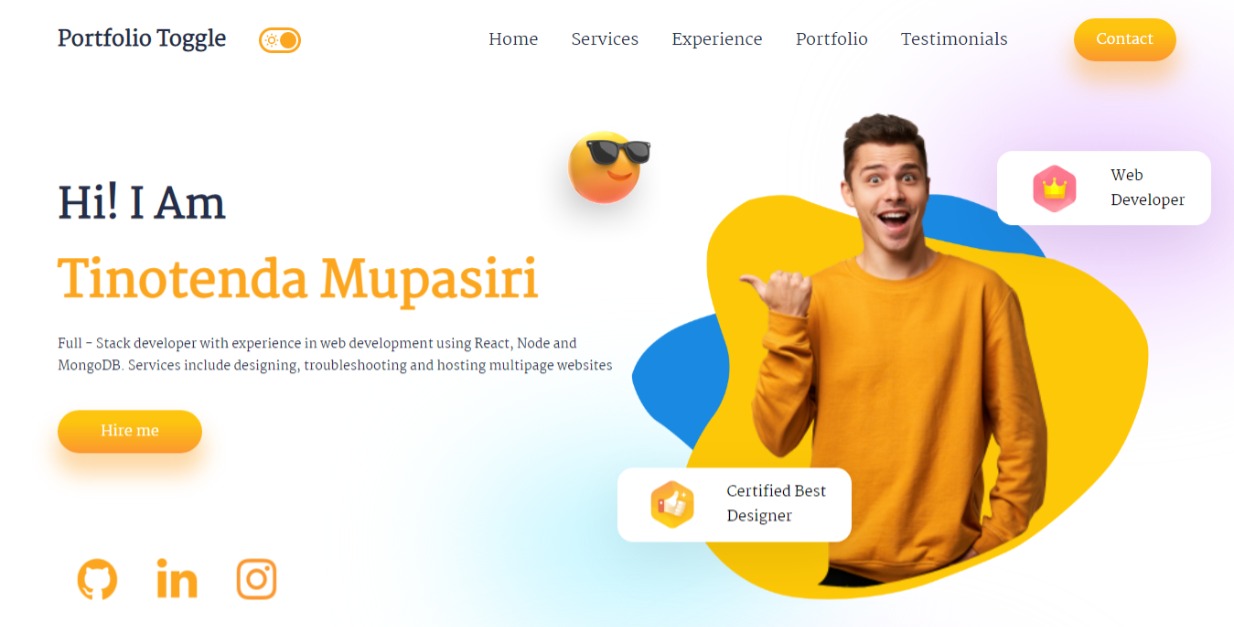 Portfolio Toggle
Home Services Experience Portfolio Testimonials Contact
Hi! I Am
Tinotenda Mupasiri
Full - Stack developer with experience in web development using React, Node and
MongoDB. Services include designing, troubleshooting and hosting multipage websites
Hire me
Web
Developer
Certified Best
Designer
in